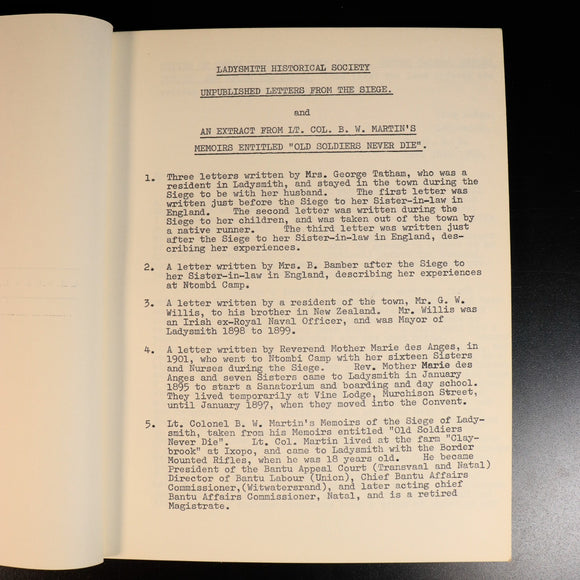 LADYSMITH HISTORICAL SOCIETY
UNPUBLISHED LETTERS FROM THE SIEGE.
and
AN EXTRACT FROM LT. COL. B. W. MARTIN'S
MEMOIRS ENTITLED "OLD SOLDIERS NEVER DIE".
1. Three letters written by Mrs. George Tatham, who was a
resident in Ladysmith, and stayed in the town during the
Siege to be with her husband. The first letter was
written just before the Siege to her Sister-in-law in
England. The second letter was written during the
Siege to her children, and was taken out of the town by
a native runner. The third letter was written just
after the Siege to her Sister-in-law in England, des-
cribing her experiences.
2. A letter written by Mrs. B. Bamber after the Siege to
her Sister-in-law in England, describing her experiences
at Ntombi Camp.
3. A letter written by a resident of the town, Mr. G. W.
Willis, to his brother in New Zealand. Mr. Willis was
an Irish ex-Royal Naval Officer, and was Mayor of
Ladysmith 1898 to 1899.
4. A letter written by Reverend Mother Marie des Anges, in
1901, who went to Ntombi Camp with her sixteen Sisters
and Nurses during the Siege. Rev. Mother Marie des
Anges and seven Sisters came to Ladysmith in January
1895 to start a Sanatorium and boarding and day school.
They lived temporarily at Vine Lodge, Murchison Street,
until January 1897, when they moved into the Convent.
5. Lt. Colonel B. W. Martin's Memoirs of the Siege of Lady-
smith, taken from his Memoirs entitled "Old Soldiers
Never Die". Lt. Col. Martin lived at the farm "Clay-
brook" at Ixopo, and came to Ladysmith with the Border
Mounted Rifles, when he was 18 years old. He became
President of the Bantu Appeal Court (Transvaal and Natal)
Director of Bantu Labour (Union), Chief Bantu Affairs
Commissioner,(Witwatersrand), and later acting chief
Bantu Affairs Commissioner, Natal, and is a retired
Magistrate.